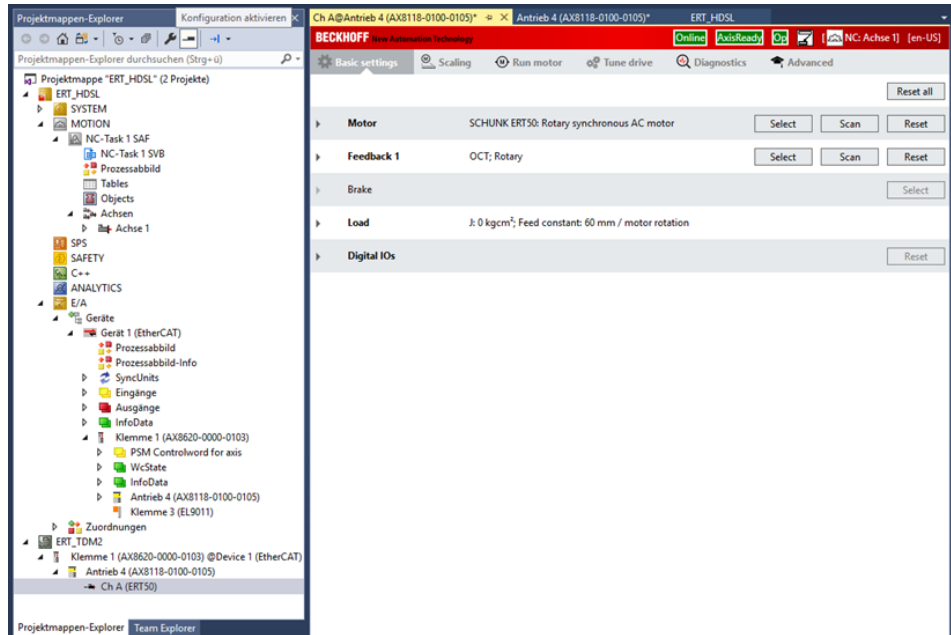 Projektmappen-Explorer
Konfiguration aktivieren
Projektmappen-Explorer durchsuchen (Strg+ü)
Projektmappe "ERT_HDSL" (2 Projekte)
ERT_HDSL
SYSTEM
MOTION
NC-Task 1 SAF
NC-Task 1 SVB
Prozessabbild
Tables
Objects
Achsen
Achse 1
SPS
SAFETY
C++
ANALYTICS
E/A
Geräte
Gerät 1 (EtherCAT)
Prozessabbild
Prozessabbild-Info
SyncUnits
Eingänge
Ausgänge
InfoData
Klemme 1 (AX8620-0000-0103)
PSM Controlword for axis
WcState
InfoData
Antrieb 4 (AX8118-0100-0105)
Klemme 3 (EL9011)
Zuordnungen
ERT_TDM2
Klemme 1 (AX8620-0000-0103) @Device 1 (EtherCAT)
Antrieb 4 (AX8118-0100-0105)
Ch A (ERT50)
Projektmappen-Explorer Team Explorer
Ch A@Antrieb 4 (AX8118-0100-0105)* Antrieb 4 (AX8118-0100-0105)* ERT_HDSL
BECKHOFF New Automation Technology Online AxisReady Op [ NC: Achse 1] [en-US]
Basic settings Scaling Run motor Tune drive Diagnostics Advanced
Reset all
Motor SCHUNK ERT50: Rotary synchronous AC motor Select Scan Reset
Feedback 1 OCT; Rotary Select Scan Reset
Brake Select
Load J: 0 kgcm²; Feed constant: 60 mm / motor rotation
Digital IOs Reset